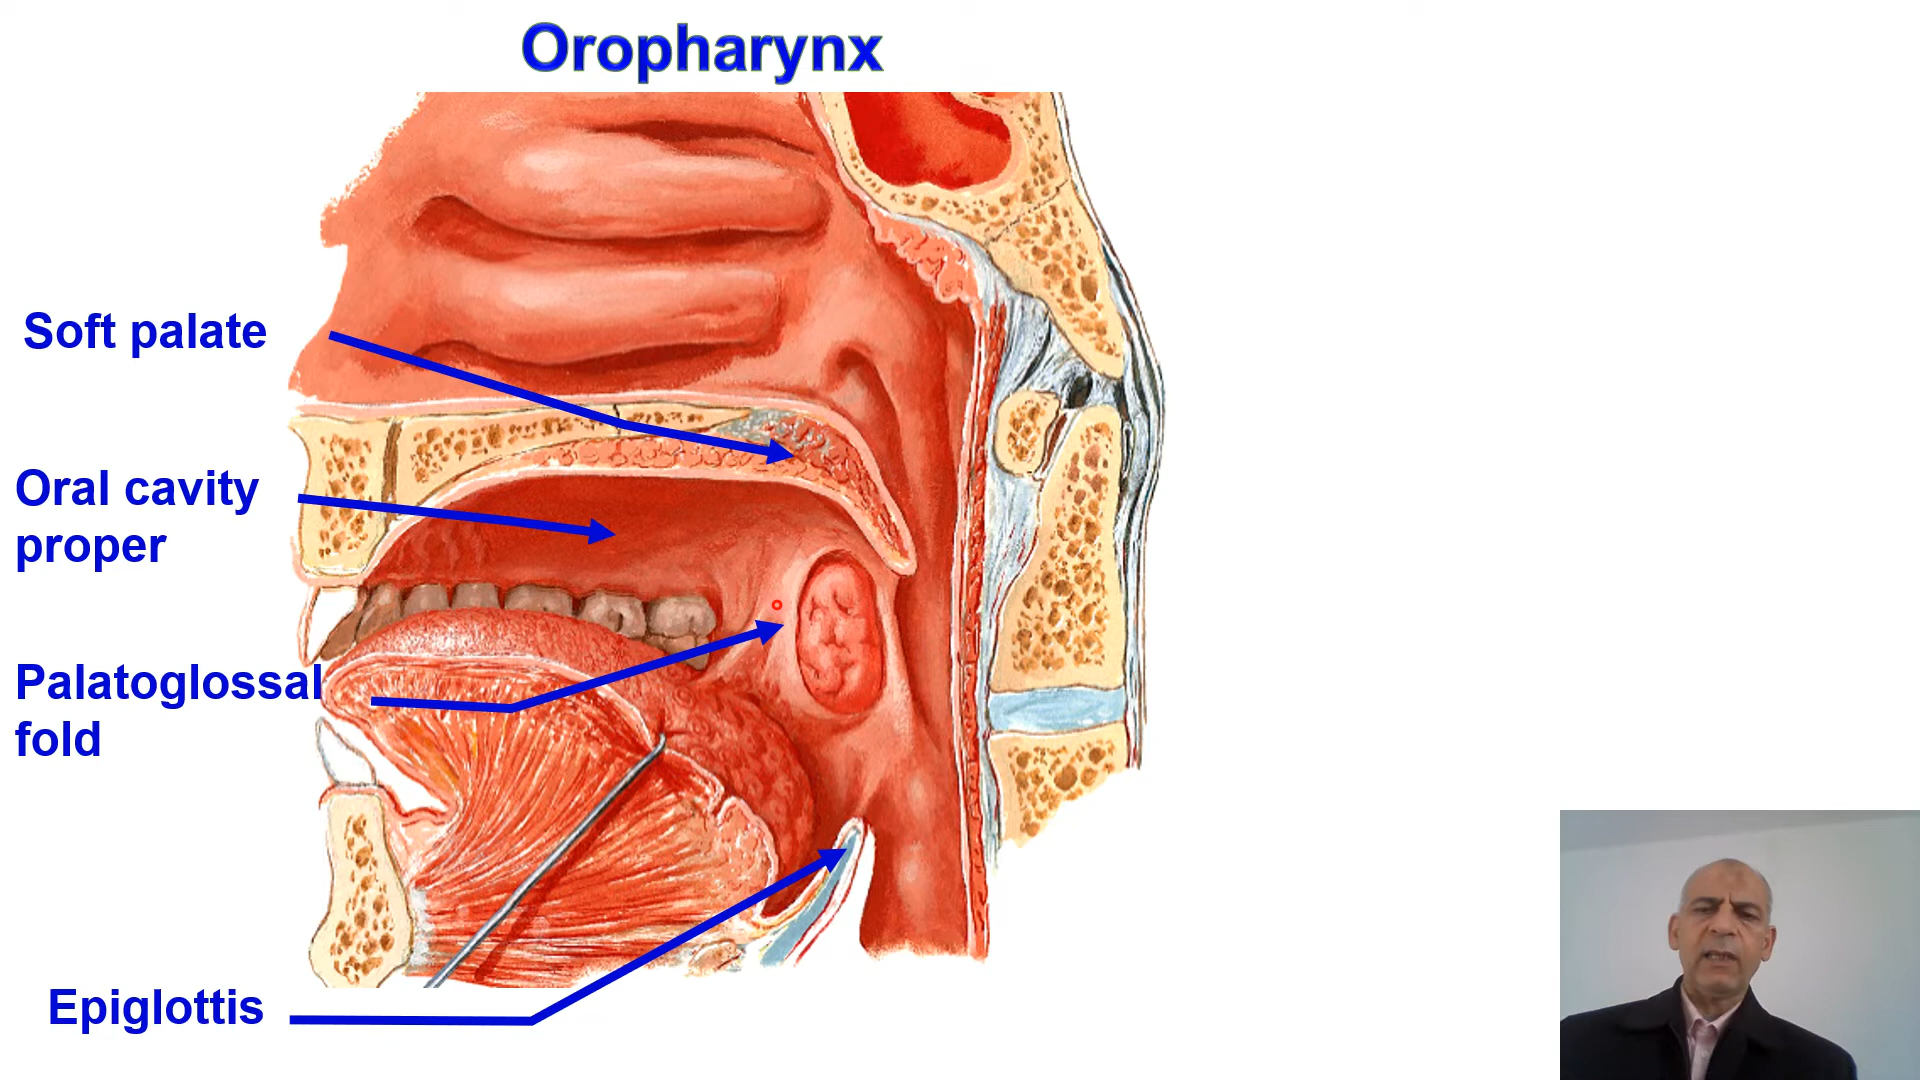 Oropharynx
Soft palate
Oral cavity
proper
Palatoglossal
fold
Epiglottis